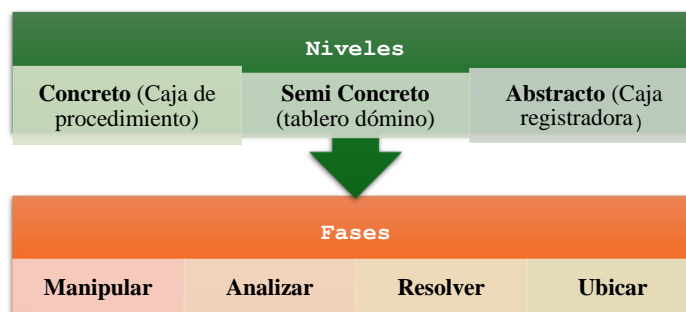 Niveles
Concreto (Caja de
procedimiento)
Semi Concreto
(tablero dómino)
Abstracto (Caja
registradora)
Fases
Manipular
Analizar
Resolver
Ubicar